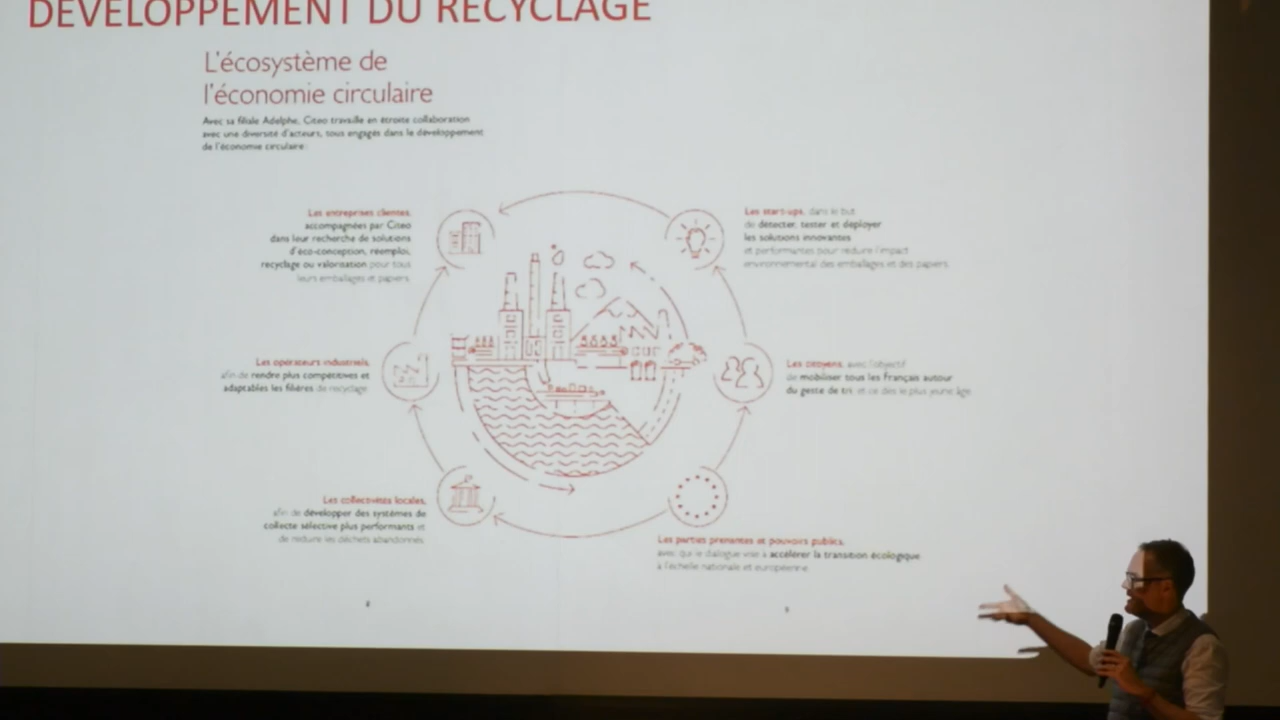 DÉVELOPPEMENT DU RECYCLAGE
L'écosystème de
l'économie circulaire
Avec sa filiale Adelphe, Citeo travaille en étroite collaboration
avec une diversité d'acteurs, tous engagés dans le développement
de l'économie circulaire:
Les entreprises clientes,
accompagnées par Citeo
dans leur recherche de solutions
d'éco-conception, réemploi,
recyclage ou valorisation pour tous
leurs emballages et papiers.
Les start-ups, dans le but
de détecter, tester et déployer
les solutions innovantes
et performantes pour réduire l'impact
environnemental des emballages et des papiers.
Les opérateurs industriels,
afin de rendre plus compétitives et
adaptables les filières de recyclage.
Les citoyens, avec l'objectif
de mobiliser tous les Français autour
du geste de tri, et ce dès le plus jeune âge.
Les collectivités locales,
afin de développer des systèmes de
collecte sélective plus performants et
de réduire les déchets abandonnés.
Les parties prenantes et pouvoirs publics,
avec qui le dialogue vise à accélérer la transition écologique
à l'échelle nationale et européenne.